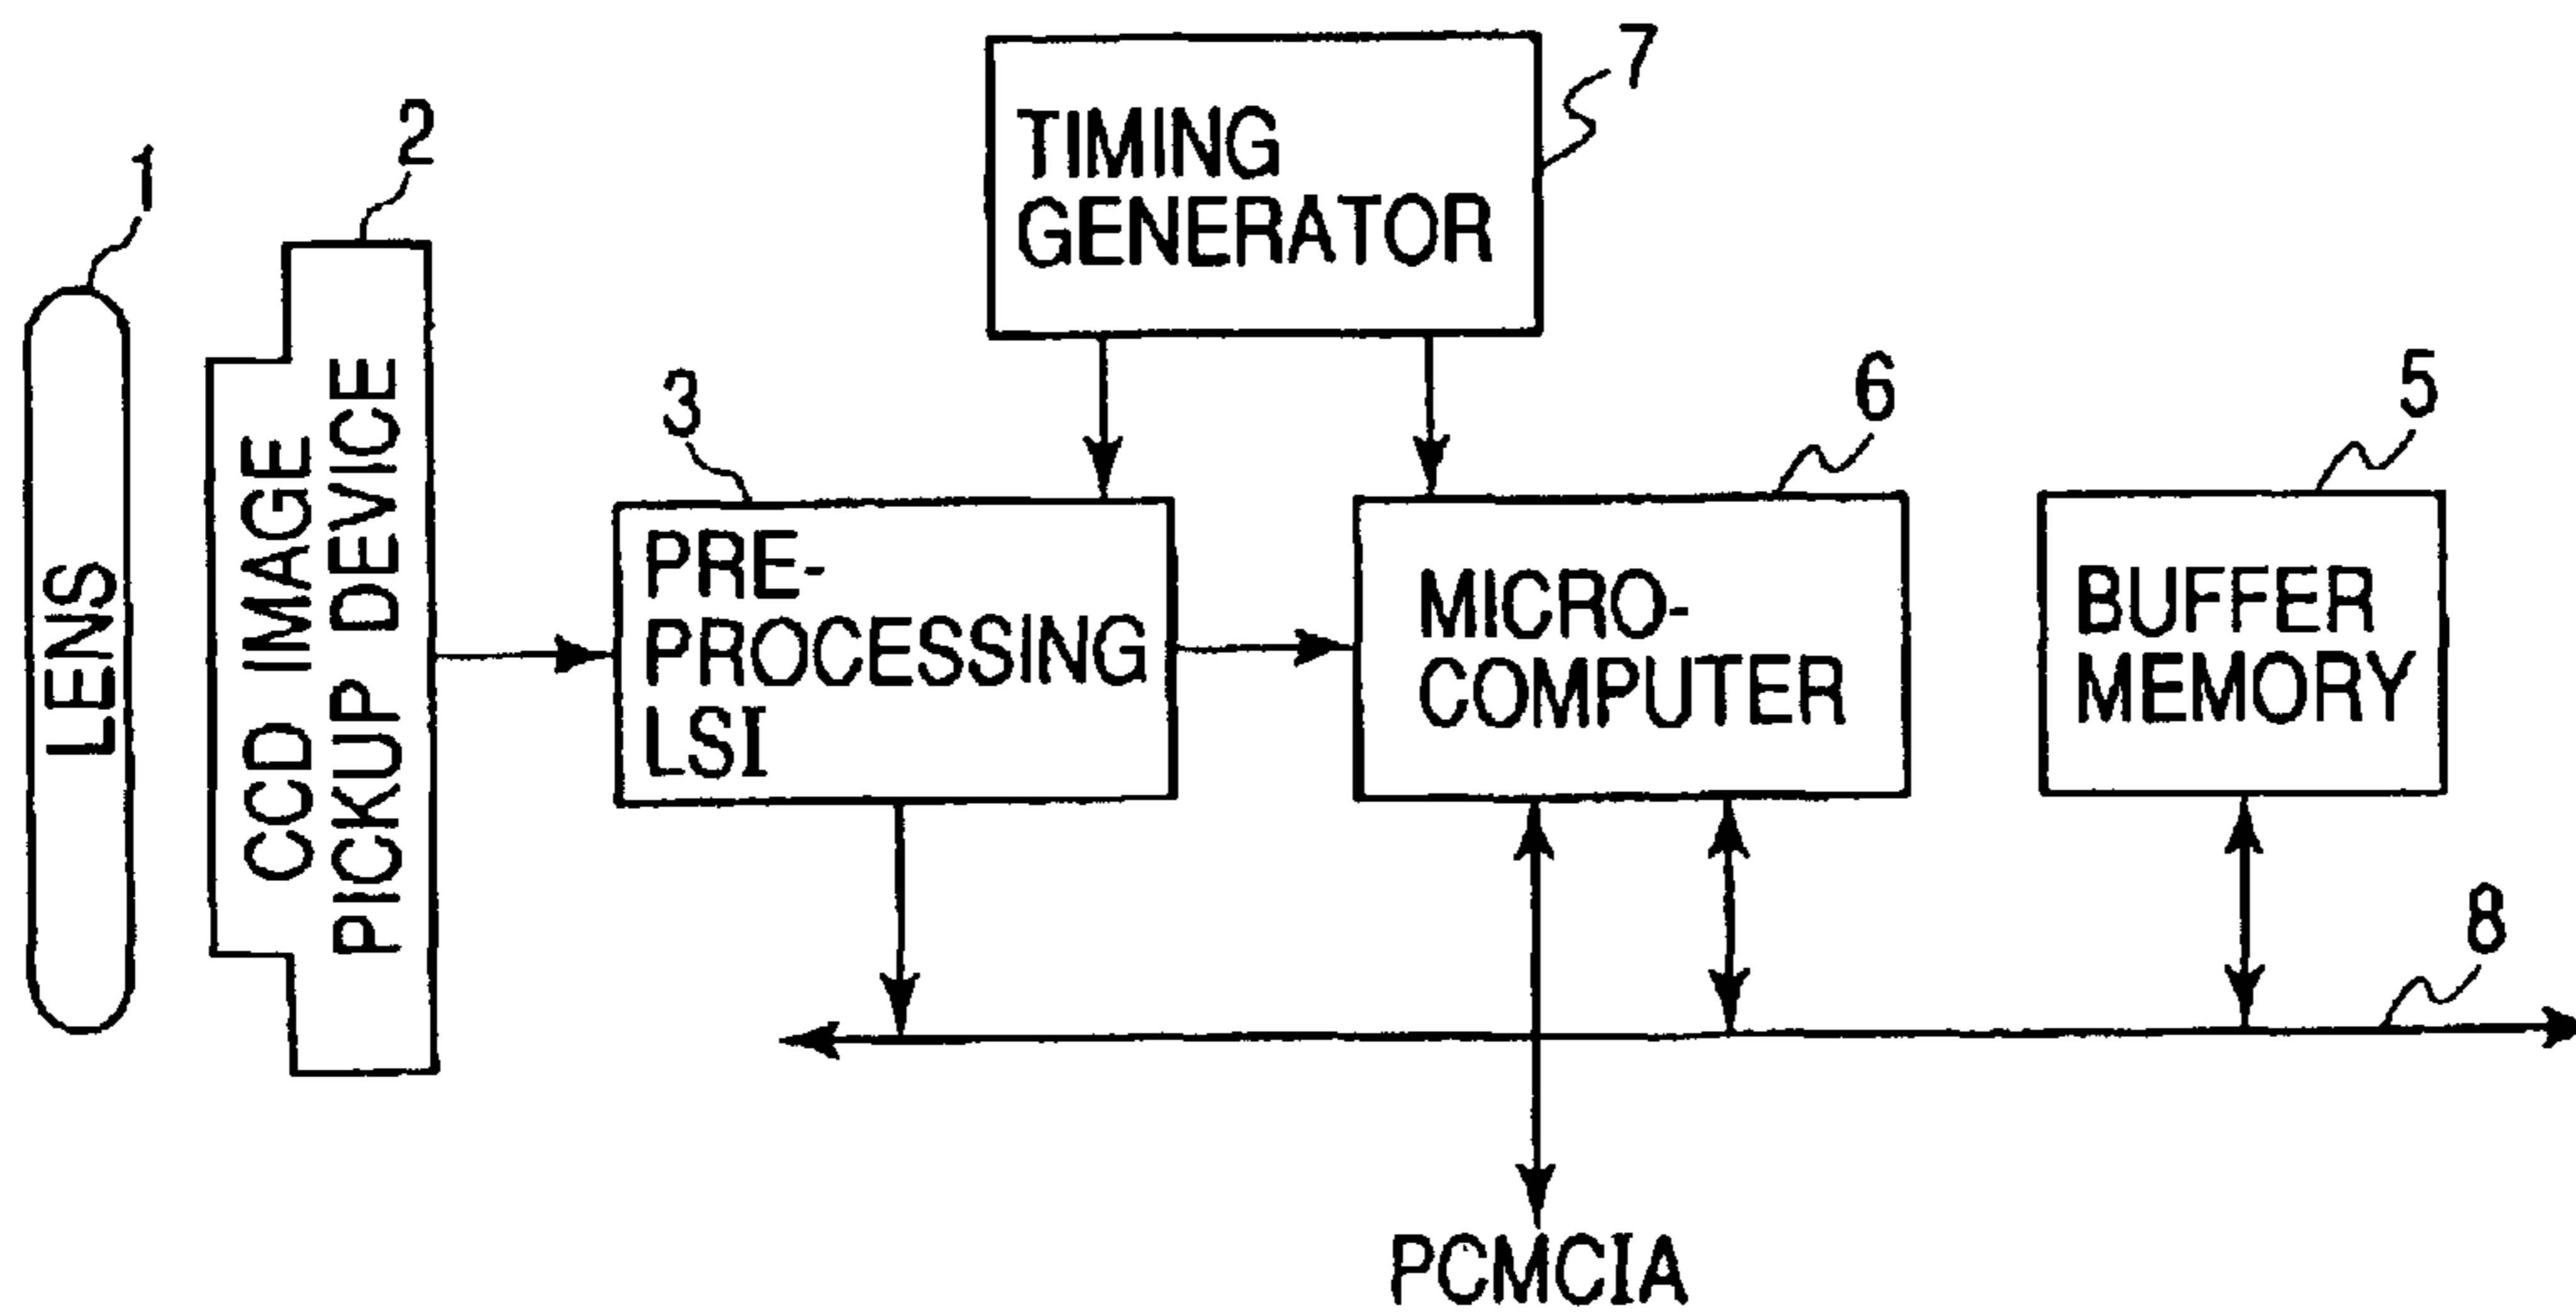 1
LENS
2
CCD IMAGE
PICKUP DEVICE
3
PRE-
PROCESSING
LSI
7
TIMING
GENERATOR
6
MICRO-
COMPUTER
5
BUFFER
MEMORY
8
PCMCIA